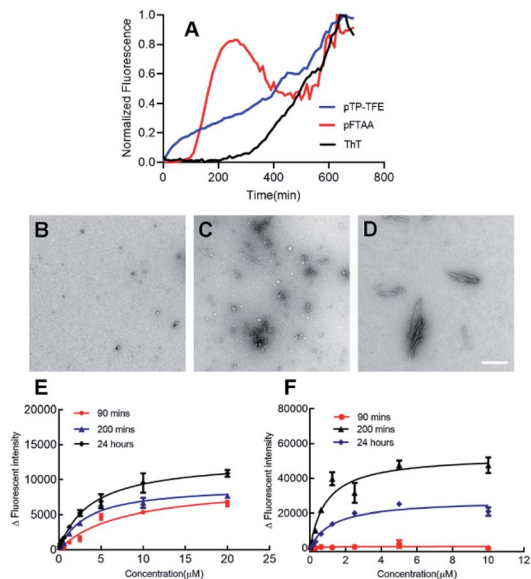 A
Normalized Fluorescence
1.0
0.8
0.6
0.4
0.2
0.0
0 200 400 600 800
Time(min)
pTP-TFE
pFTAA
ThT
B
C
D
E
Δ Fluorescent intensity
20000
15000
10000
5000
0
0 5 10 15 20 25
Concentration(μM)
90 mins
200 mins
24 hours
F
Δ Fluorescent intensity
80000
60000
40000
20000
0
0 2 4 6 8 10 12
Concentration(μM)
90 mins
200 mins
24 hours